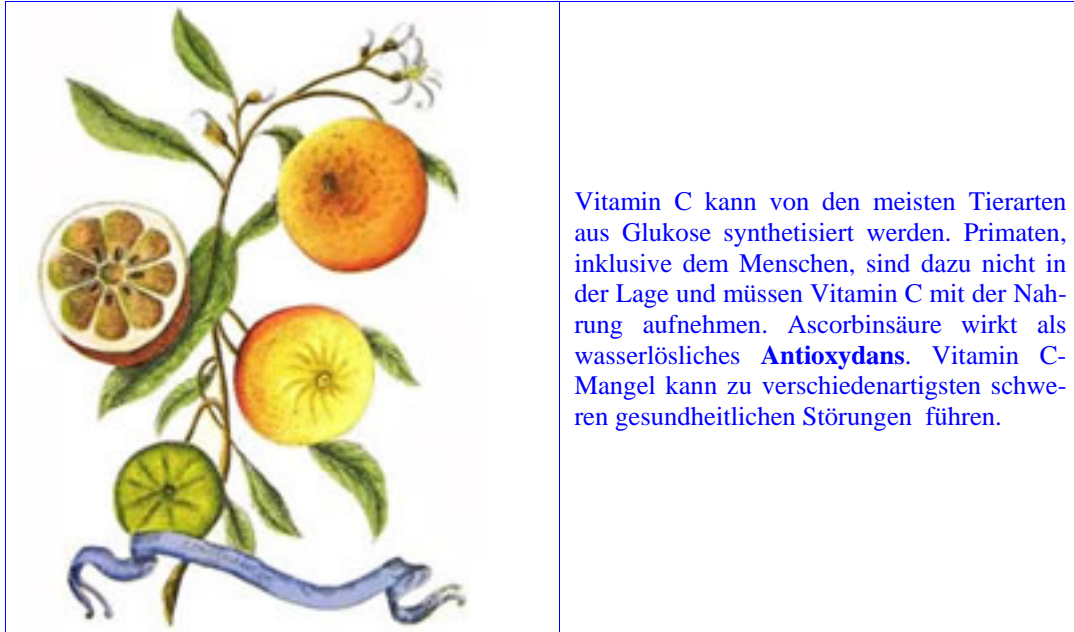 Vitamin C kann von den meisten Tierarten
aus Glukose synthetisiert werden. Primaten,
inklusive dem Menschen, sind dazu nicht in
der Lage und müssen Vitamin C mit der Nah-
rung aufnehmen. Ascorbinsäure wirkt als
wasserlösliches Antioxydans. Vitamin C-
Mangel kann zu verschiedenartigsten schwe-
ren gesundheitlichen Störungen führen.